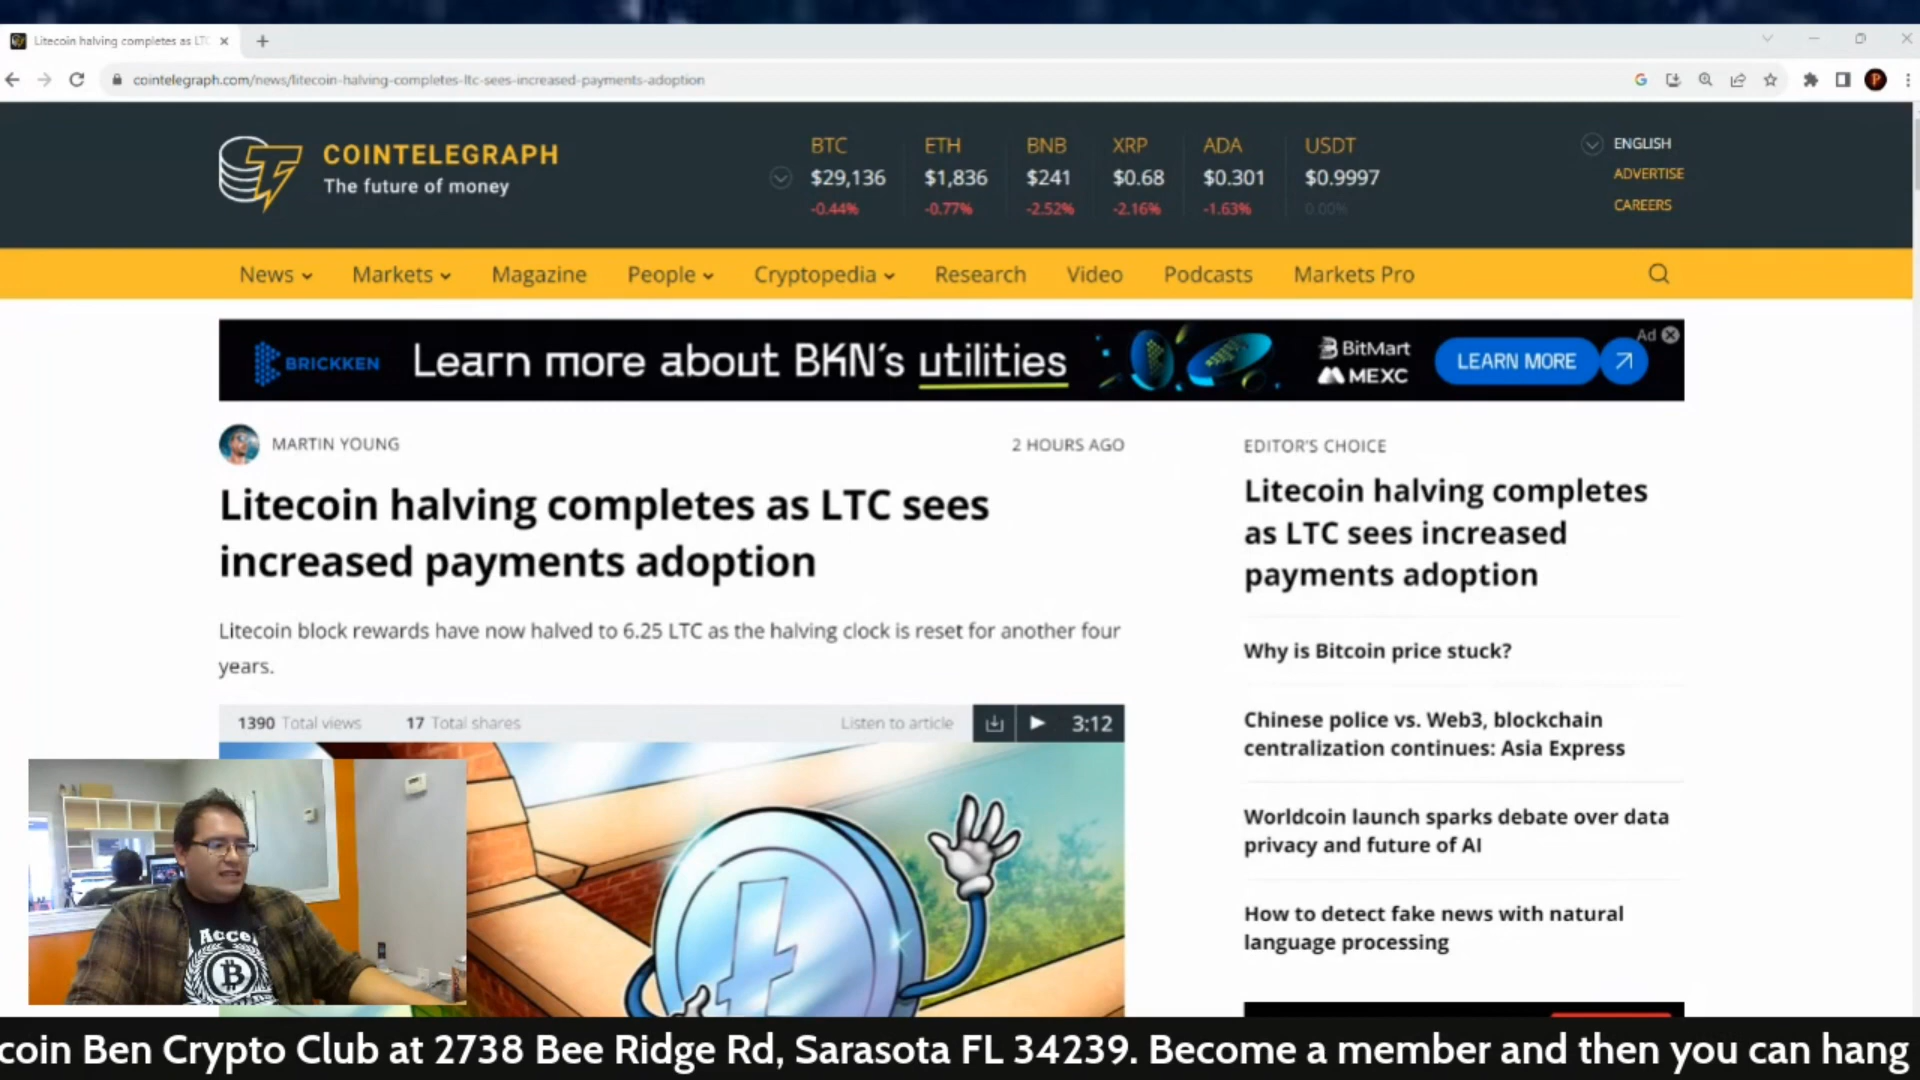 Litecoin halving completes as LT
cointelegraph.com/news/litecoin-halving-completes-ltc-sees-increased-payments-adoption
COINTELEGRAPH
The future of money
BTC ETH BNB XRP ADA USDT
$29,136 $1,836 $241 $0.68 $0.301 $0.9997
-0.44% -0.77% -2.52% -2.16% -1.63% 0.00%
ENGLISH
ADVERTISE
CAREERS
News Markets Magazine People Cryptopedia Research Video Podcasts Markets Pro
BRICKKEN Learn more about BKN's utilities
BitMart
MEXC
LEARN MORE
Ad
MARTIN YOUNG 2 HOURS AGO
Litecoin halving completes as LTC sees
increased payments adoption
Litecoin block rewards have now halved to 6.25 LTC as the halving clock is reset for another four
years.
1390 Total views 17 Total shares Listen to article 3:12
EDITOR'S CHOICE
Litecoin halving completes
as LTC sees increased
payments adoption
Why is Bitcoin price stuck?
Chinese police vs. Web3, blockchain
centralization continues: Asia Express
Worldcoin launch sparks debate over data
privacy and future of AI
How to detect fake news with natural
language processing
Acce
coin Ben Crypto Club at 2738 Bee Ridge Rd, Sarasota FL 34239. Become a member and then you can hang